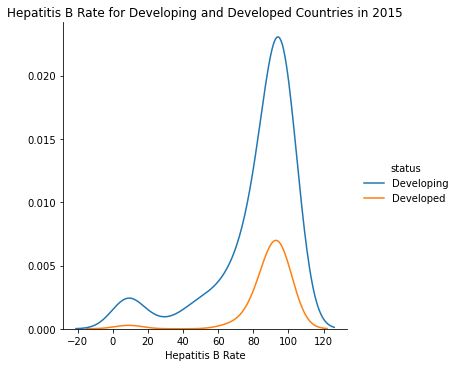 Hepatitis B Rate for Developing and Developed Countries in 2015
0.020
0.015
0.010
0.005
0.000
status
Developing
Developed
−20 0 20 40 60 80 100 120
Hepatitis B Rate